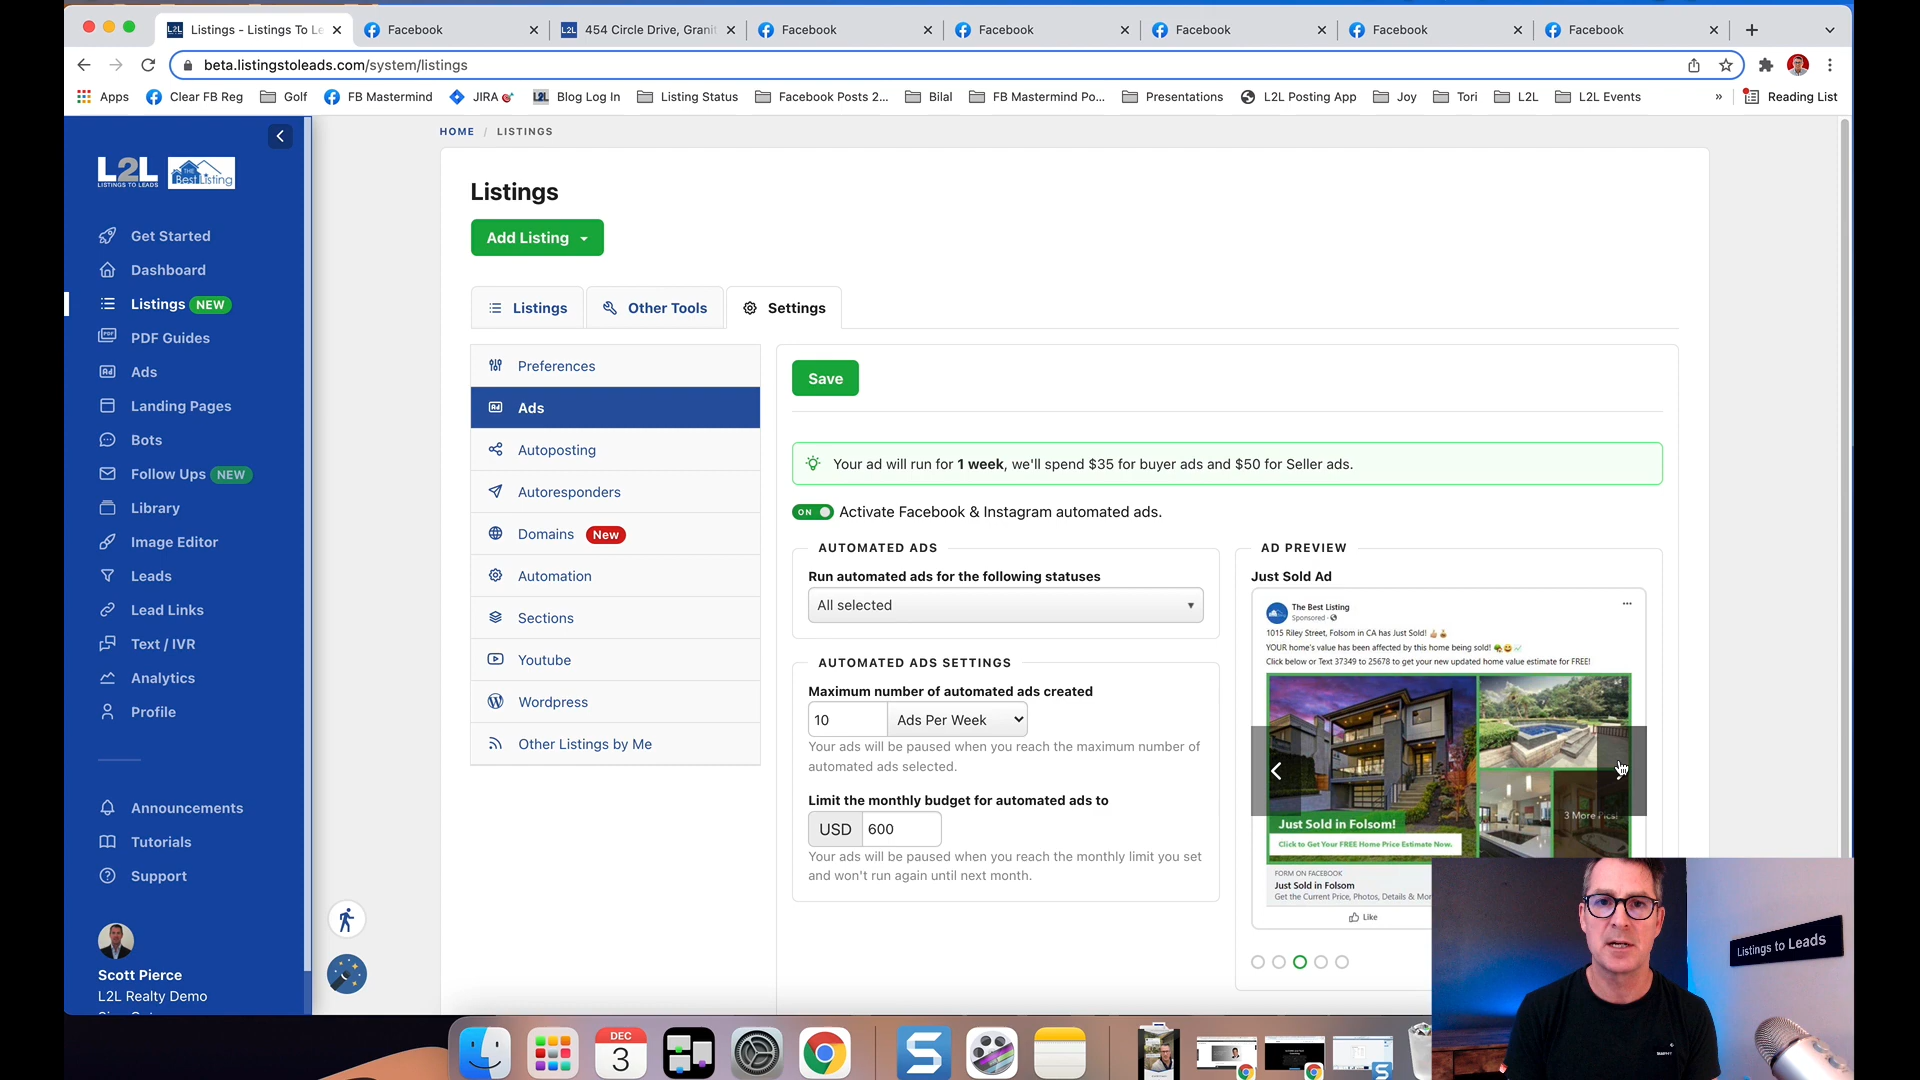 Listings - Listings To Le
Facebook
454 Circle Drive, Granit
Facebook
Facebook
Facebook
Facebook
Facebook
beta.listingstoleads.com/system/listings
Apps
Clear FB Reg
Golf
FB Mastermind
JIRA
Blog Log In
Listing Status
Facebook Posts 2...
Bilal
FB Mastermind Po...
Presentations
L2L Posting App
Joy
Tori
L2L
L2L Events
»
Reading List
L2L
LISTINGS TO LEADS
THE
Best Listing
Get Started
Dashboard
Listings NEW
PDF Guides
Ads
Landing Pages
Bots
Follow Ups NEW
Library
Image Editor
Leads
Lead Links
Text / IVR
Analytics
Profile
Announcements
Tutorials
Support
Scott Pierce
L2L Realty Demo
HOME / LISTINGS
Listings
Add Listing
Listings
Other Tools
Settings
Preferences
Ads
Autoposting
Autoresponders
Domains New
Automation
Sections
Youtube
Wordpress
Other Listings by Me
Save
Your ad will run for 1 week, we'll spend $35 for buyer ads and $50 for Seller ads.
ON Activate Facebook & Instagram automated ads.
AUTOMATED ADS
Run automated ads for the following statuses
All selected
AUTOMATED ADS SETTINGS
Maximum number of automated ads created
10 Ads Per Week
Your ads will be paused when you reach the maximum number of
automated ads selected.
Limit the monthly budget for automated ads to
USD 600
Your ads will be paused when you reach the monthly limit you set
and won't run again until next month.
AD PREVIEW
Just Sold Ad
The Best Listing
Sponsored
1015 Riley Street, Folsom in CA has Just Sold!
YOUR home's value has been affected by this home being sold!
Click below or Text 37349 to 25678 to get your new updated home value estimate for FREE!
3 More Pics!
Just Sold in Folsom!
Click to Get Your FREE Home Price Estimate Now.
FORM ON FACEBOOK
Just Sold in Folsom
Get the Current Price, Photos, Details & Mor
Like
Listings to Leads
DEC
3